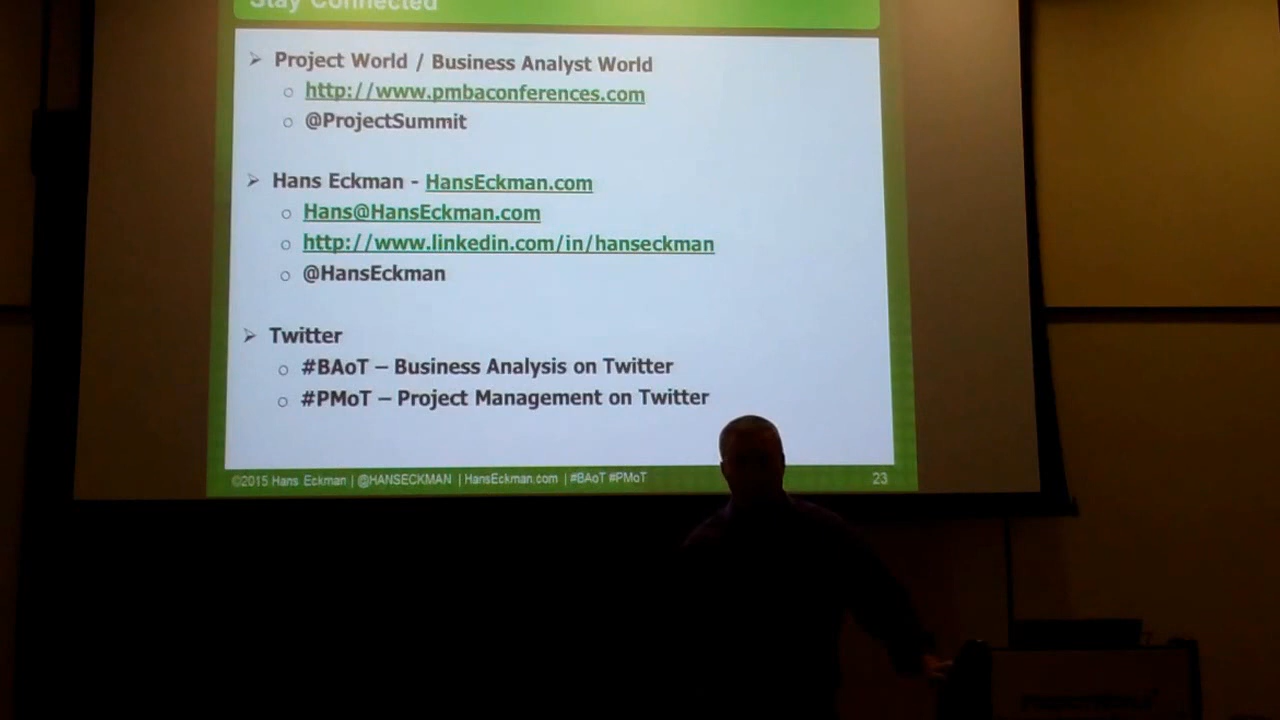 Stay Connected
➢ Project World / Business Analyst World
○ http://www.pmbaconferences.com
○ @ProjectSummit
➢ Hans Eckman - HansEckman.com
○ Hans@HansEckman.com
○ http://www.linkedin.com/in/hanseckman
○ @HansEckman
➢ Twitter
○ #BAoT – Business Analysis on Twitter
○ #PMoT – Project Management on Twitter
©2015 Hans Eckman | @HANSECKMAN | HansEckman.com | #BAoT #PMoT 23